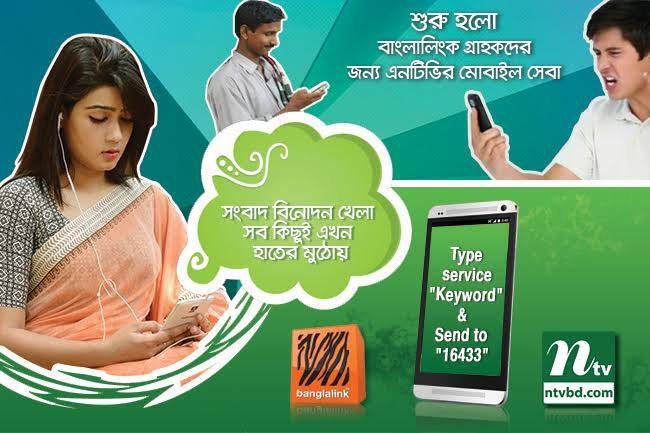 শুরু হলো
বাংলালিংক গ্রাহকদের
জন্য এনটিভির মোবাইল সেবা
সংবাদ বিনোদন খেলা
সব কিছুই এখন
হাতের মুঠোয়
Type
service
"Keyword"
&
Send to
"16433"
banglalink
ntv
ntvbd.com